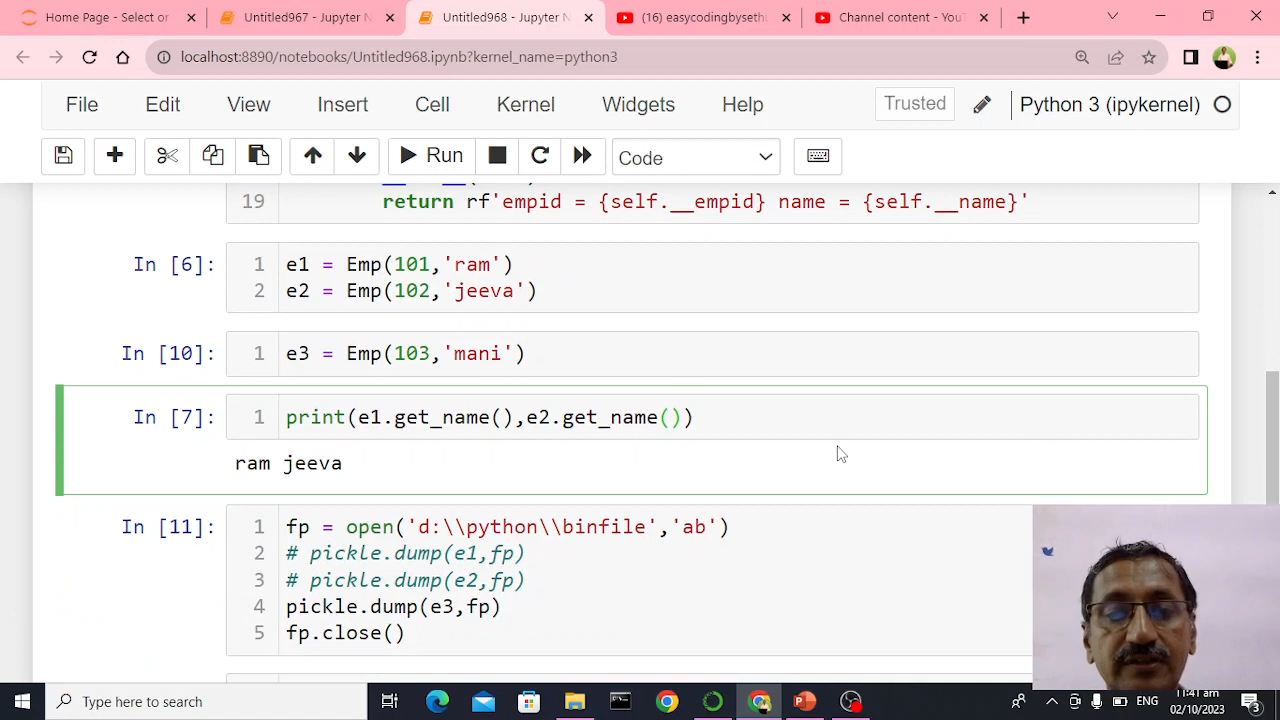 Home Page - Select or
Untitled967 - Jupyter N
Untitled968 - Jupyter N
(16) easycodingbysethu
Channel content - YouT
localhost:8890/notebooks/Untitled968.ipynb?kernel_name=python3
File Edit View Insert Cell Kernel Widgets Help Trusted Python 3 (ipykernel)
Run Code
19 return rf'empid = {self.__empid} name = {self.__name}'
In [6]: 1 e1 = Emp(101,'ram')
2 e2 = Emp(102,'jeeva')
In [10]: 1 e3 = Emp(103,'mani')
In [7]: 1 print(e1.get_name(),e2.get_name())
ram jeeva
In [11]: 1 fp = open('d:\\python\\binfile','ab')
2 # pickle.dump(e1,fp)
3 # pickle.dump(e2,fp)
4 pickle.dump(e3,fp)
5 fp.close()
Type here to search
ENG
02/10/2023
3